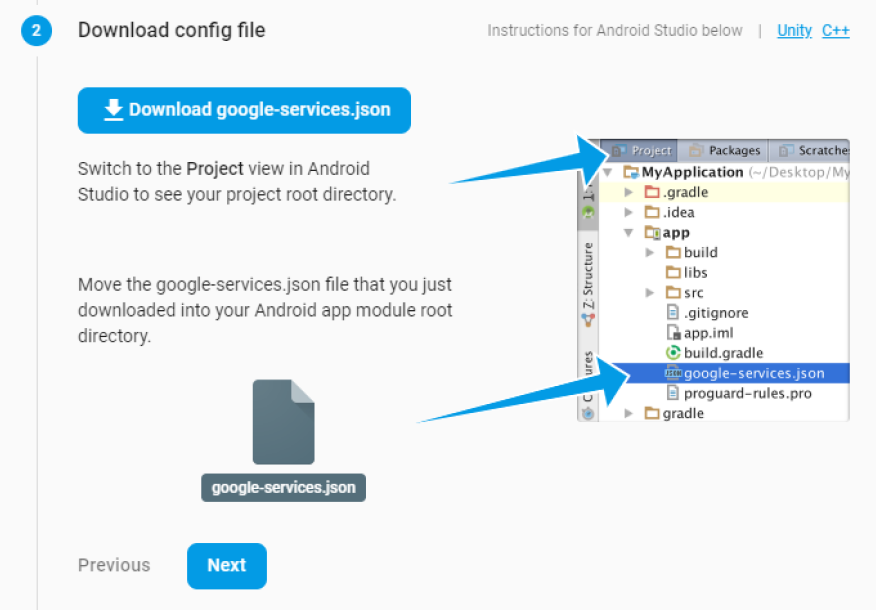 2 Download config file
Instructions for Android Studio below | Unity C++
Download google-services.json
Switch to the Project view in Android
Studio to see your project root directory.
Move the google-services.json file that you just
downloaded into your Android app module root
directory.
google-services.json
Previous Next
Project Packages Scratche
MyApplication (~/Desktop/My
.gradle
.idea
app
build
libs
src
.gitignore
app.iml
build.gradle
JSON google-services.json
proguard-rules.pro
gradle
Z: Structure